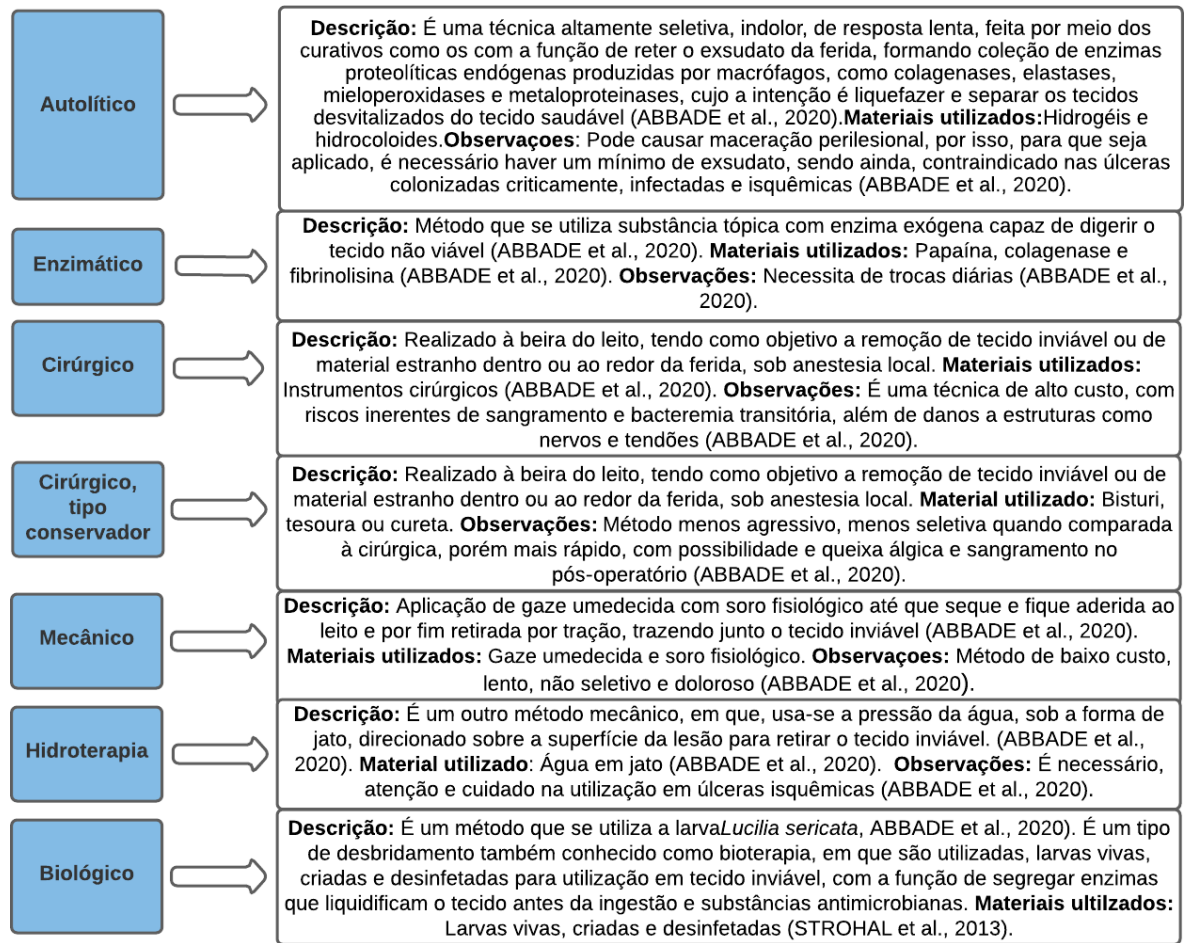 Autolítico
Descrição: É uma técnica altamente seletiva, indolor, de resposta lenta, feita por meio dos
curativos como os com a função de reter o exsudato da ferida, formando coleção de enzimas
proteolíticas endógenas produzidas por macrófagos, como colagenases, elastases,
mieloperoxidases e metaloproteinases, cujo a intenção é liquefazer e separar os tecidos
desvitalizados do tecido saudável (ABBADE et al., 2020).Materiais utilizados:Hidrogéis e
hidrocoloides.Observaçoes: Pode causar maceração perilesional, por isso, para que seja
aplicado, é necessário haver um mínimo de exsudato, sendo ainda, contraindicado nas úlceras
colonizadas criticamente, infectadas e isquêmicas (ABBADE et al., 2020).
Enzimático
Descrição: Método que se utiliza substância tópica com enzima exógena capaz de digerir o
tecido não viável (ABBADE et al., 2020). Materiais utilizados: Papaína, colagenase e
fibrinolisina (ABBADE et al., 2020). Observações: Necessita de trocas diárias (ABBADE et al.,
2020).
Cirúrgico
Descrição: Realizado à beira do leito, tendo como objetivo a remoção de tecido inviável ou de
material estranho dentro ou ao redor da ferida, sob anestesia local. Materiais utilizados:
Instrumentos cirúrgicos (ABBADE et al., 2020). Observações: É uma técnica de alto custo, com
riscos inerentes de sangramento e bacteremia transitória, além de danos a estruturas como
nervos e tendões (ABBADE et al., 2020).
Cirúrgico,
tipo
conservador
Descrição: Realizado à beira do leito, tendo como objetivo a remoção de tecido inviável ou de
material estranho dentro ou ao redor da ferida, sob anestesia local. Material utilizado: Bisturi,
tesoura ou cureta. Observações: Método menos agressivo, menos seletiva quando comparada
à cirúrgica, porém mais rápido, com possibilidade e queixa álgica e sangramento no
pós-operatório (ABBADE et al., 2020).
Mecânico
Descrição: Aplicação de gaze umedecida com soro fisiológico até que seque e fique aderida ao
leito e por fim retirada por tração, trazendo junto o tecido inviável (ABBADE et al., 2020).
Materiais utilizados: Gaze umedecida e soro fisiológico. Observaçoes: Método de baixo custo,
lento, não seletivo e doloroso (ABBADE et al., 2020).
Hidroterapia
Descrição: É um outro método mecânico, em que, usa-se a pressão da água, sob a forma de
jato, direcionado sobre a superfície da lesão para retirar o tecido inviável. (ABBADE et al.,
2020). Material utilizado: Água em jato (ABBADE et al., 2020). Observações: É necessário,
atenção e cuidado na utilização em úlceras isquêmicas (ABBADE et al., 2020).
Biológico
Descrição: É um método que se utiliza a larvaLucilia sericata, ABBADE et al., 2020). É um tipo
de desbridamento também conhecido como bioterapia, em que são utilizadas, larvas vivas,
criadas e desinfetadas para utilização em tecido inviável, com a função de segregar enzimas
que liquidificam o tecido antes da ingestão e substâncias antimicrobianas. Materiais ultilzados:
Larvas vivas, criadas e desinfetadas (STROHAL et al., 2013).